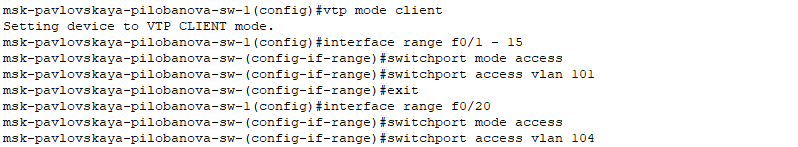 msk-pavlovskaya-pilobanova-sw-1(config)#vtp mode client
Setting device to VTP CLIENT mode.
msk-pavlovskaya-pilobanova-sw-1(config)#interface range f0/1 - 15
msk-pavlovskaya-pilobanova-sw-(config-if-range)#switchport mode access
msk-pavlovskaya-pilobanova-sw-(config-if-range)#switchport access vlan 101
msk-pavlovskaya-pilobanova-sw-(config-if-range)#exit
msk-pavlovskaya-pilobanova-sw-1(config)#interface range f0/20
msk-pavlovskaya-pilobanova-sw-(config-if-range)#switchport mode access
msk-pavlovskaya-pilobanova-sw-(config-if-range)#switchport access vlan 104